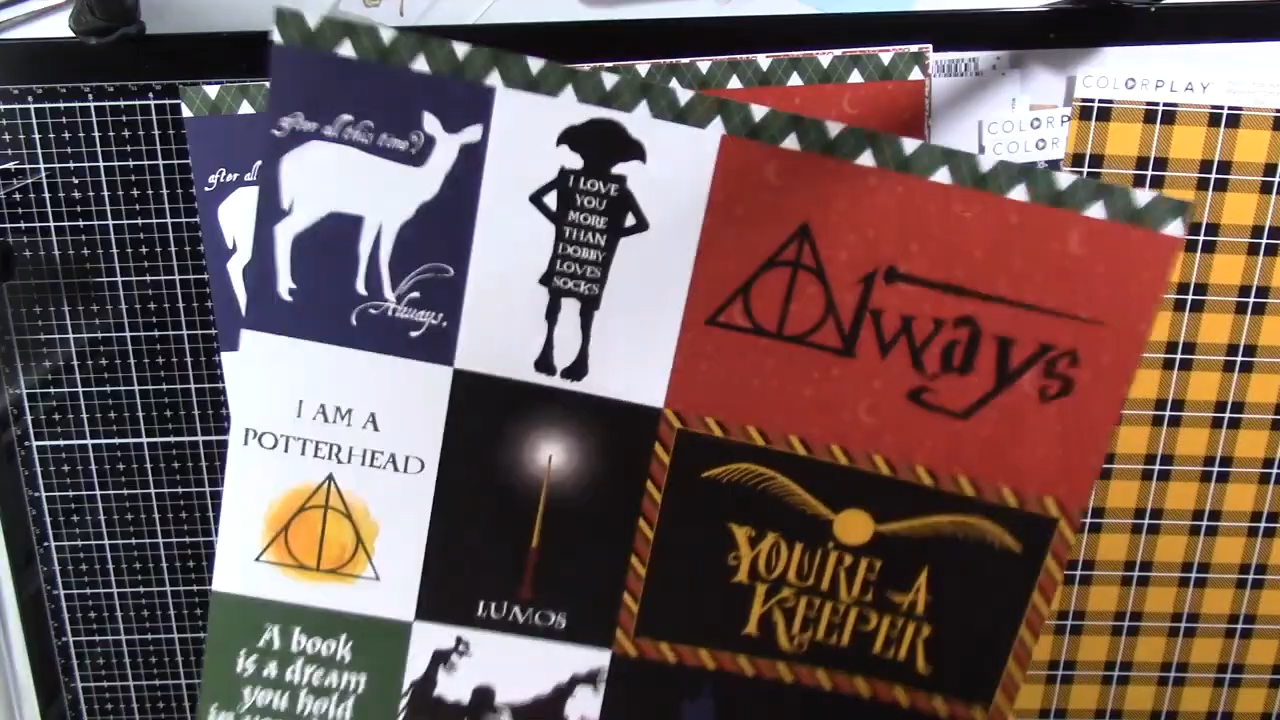 COLORPLAY
COLORP
COLOR
after all this time?
after all
Always.
I LOVE
YOU
MORE
THAN
DOBBY
LOVES
SOCKS
Always
I AM A
POTTERHEAD
LUMOS
YOU'RE A
KEEPER
A book
is a dream
you hold